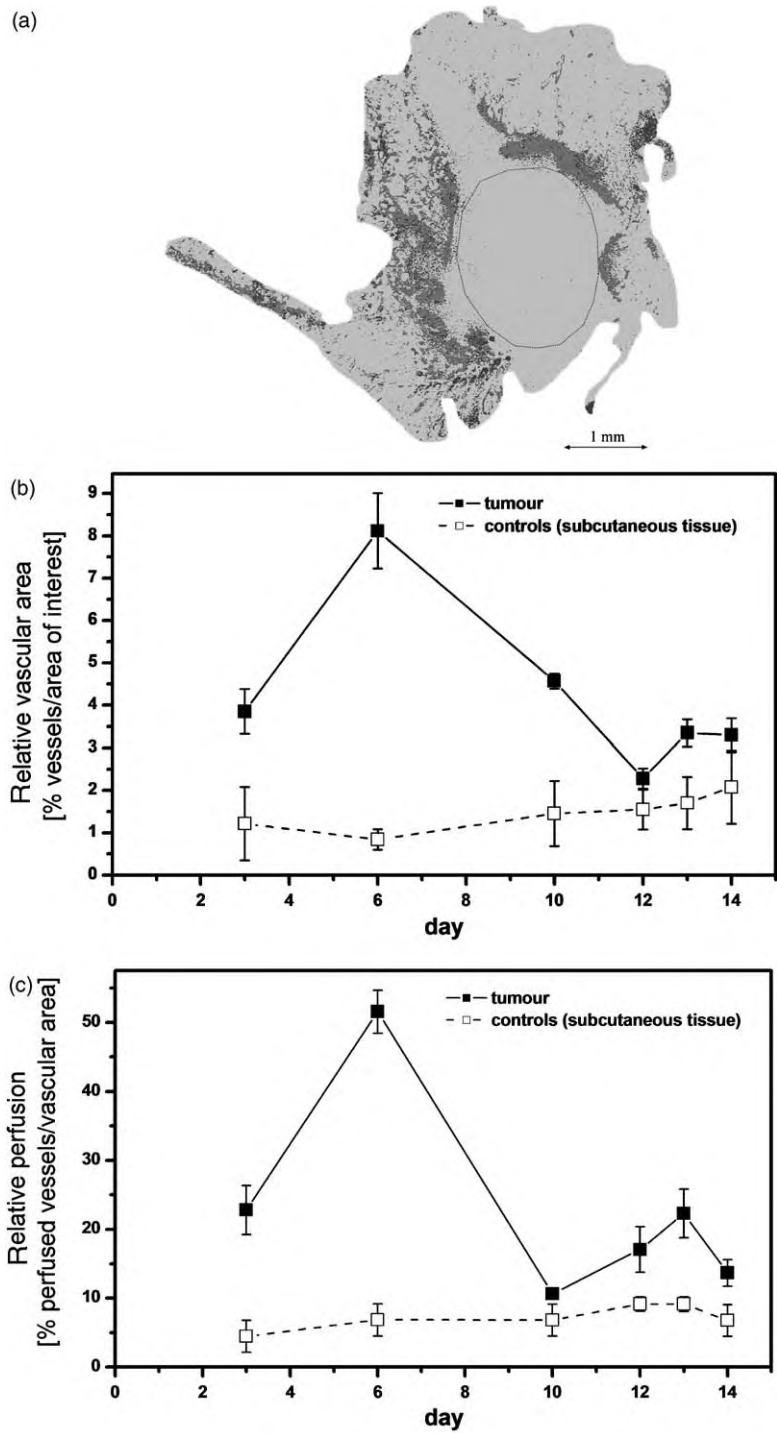 (a)
1 mm
(b)
Relative vascular area
[% vessels/area of interest]
9
8
7
6
5
4
3
2
1
0
tumour
controls (subcutaneous tissue)
0 2 4 6 8 10 12 14
day
(c)
Relative perfusion
[% perfused vessels/vascular area]
50
40
30
20
10
0
tumour
controls (subcutaneous tissue)
0 2 4 6 8 10 12 14
day